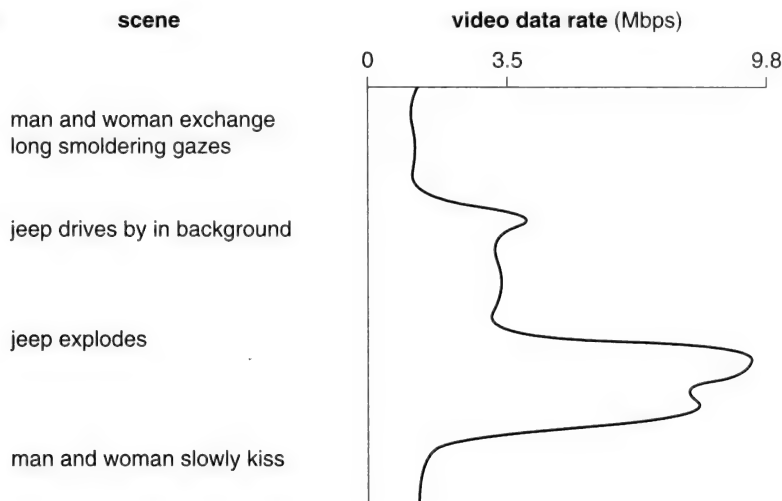 scene
video data rate (Mbps)
0 3.5 9.8
man and woman exchange
long smoldering gazes
jeep drives by in background
jeep explodes
man and woman slowly kiss